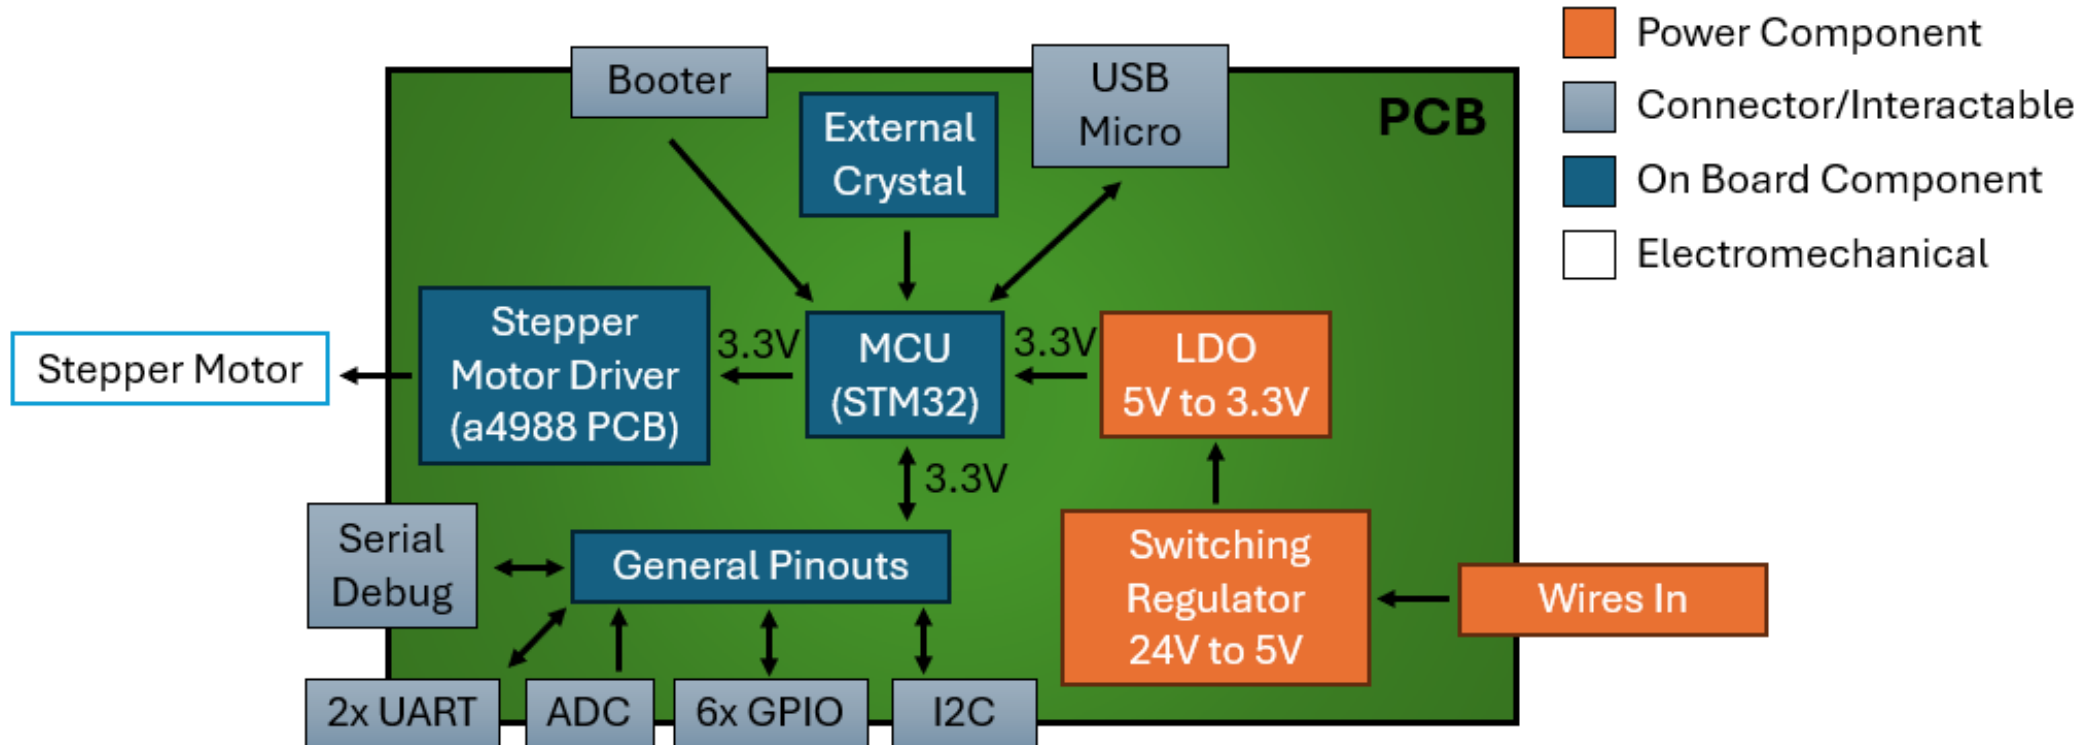 Booter
External
Crystal
USB
Micro
PCB
Power Component
Connector/Interactable
On Board Component
Electromechanical
Stepper Motor
Stepper
Motor Driver
(a4988 PCB)
3.3V
MCU
(STM32)
3.3V
LDO
5V to 3.3V
3.3V
Serial
Debug
General Pinouts
Switching
Regulator
24V to 5V
Wires In
2x UART
ADC
6x GPIO
I2C